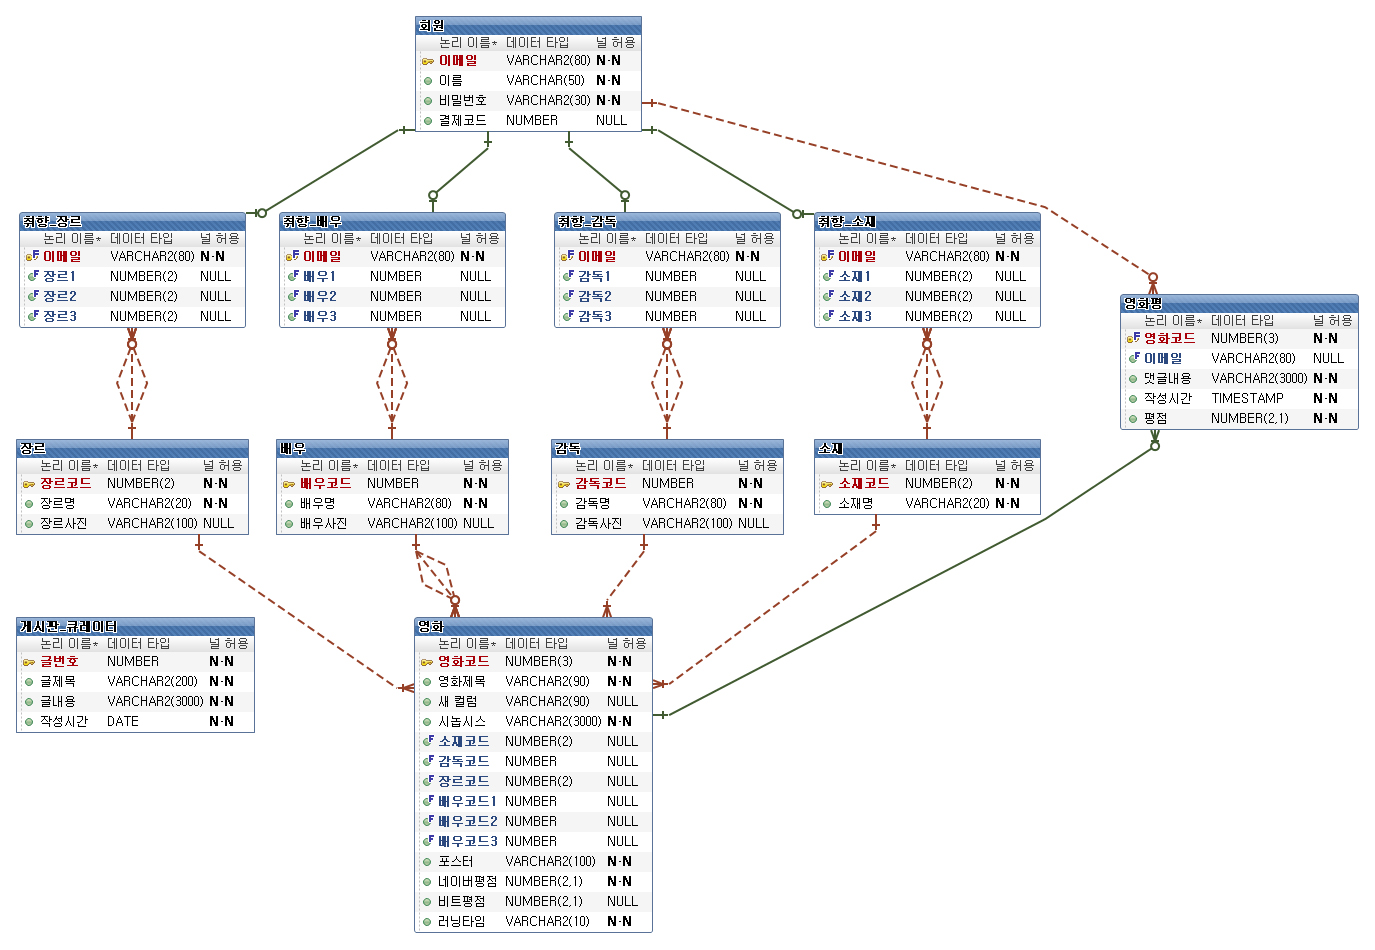 회원
논리 이름* 데이터 타입 널 허용
이메일 VARCHAR2(80) N-N
이름 VARCHAR(50) N-N
비밀번호 VARCHAR2(30) N-N
결제코드 NUMBER NULL
취향_장르
논리 이름* 데이터 타입 널 허용
이메일 VARCHAR2(80) N-N
장르1 NUMBER(2) NULL
장르2 NUMBER(2) NULL
장르3 NUMBER(2) NULL
취향_배우
논리 이름* 데이터 타입 널 허용
이메일 VARCHAR2(80) N-N
배우1 NUMBER NULL
배우2 NUMBER NULL
배우3 NUMBER NULL
취향_감독
논리 이름* 데이터 타입 널 허용
이메일 VARCHAR2(80) N-N
감독1 NUMBER NULL
감독2 NUMBER NULL
감독3 NUMBER NULL
취향_소재
논리 이름* 데이터 타입 널 허용
이메일 VARCHAR2(80) N-N
소재1 NUMBER(2) NULL
소재2 NUMBER(2) NULL
소재3 NUMBER(2) NULL
영화평
논리 이름* 데이터 타입 널 허용
영화코드 NUMBER(3) N-N
이메일 VARCHAR2(80) NULL
댓글내용 VARCHAR2(3000) N-N
작성시간 TIMESTAMP N-N
평점 NUMBER(2,1) N-N
장르
논리 이름* 데이터 타입 널 허용
장르코드 NUMBER(2) N-N
장르명 VARCHAR2(20) N-N
장르사진 VARCHAR2(100) NULL
배우
논리 이름* 데이터 타입 널 허용
배우코드 NUMBER N-N
배우명 VARCHAR2(80) N-N
배우사진 VARCHAR2(100) NULL
감독
논리 이름* 데이터 타입 널 허용
감독코드 NUMBER N-N
감독명 VARCHAR2(80) N-N
감독사진 VARCHAR2(100) NULL
소재
논리 이름* 데이터 타입 널 허용
소재코드 NUMBER(2) N-N
소재명 VARCHAR2(20) N-N
게시판_큐레이터
논리 이름* 데이터 타입 널 허용
글번호 NUMBER N-N
글제목 VARCHAR2(200) N-N
글내용 VARCHAR2(3000) N-N
작성시간 DATE N-N
영화
논리 이름* 데이터 타입 널 허용
영화코드 NUMBER(3) N-N
영화제목 VARCHAR2(90) N-N
새 컬럼 VARCHAR2(90) NULL
시놉시스 VARCHAR2(3000) N-N
소재코드 NUMBER(2) NULL
감독코드 NUMBER NULL
장르코드 NUMBER(2) NULL
배우코드1 NUMBER NULL
배우코드2 NUMBER NULL
배우코드3 NUMBER NULL
포스터 VARCHAR2(100) N-N
네이버평점 NUMBER(2,1) N-N
비트평점 NUMBER(2,1) NULL
러닝타임 VARCHAR2(10) N-N